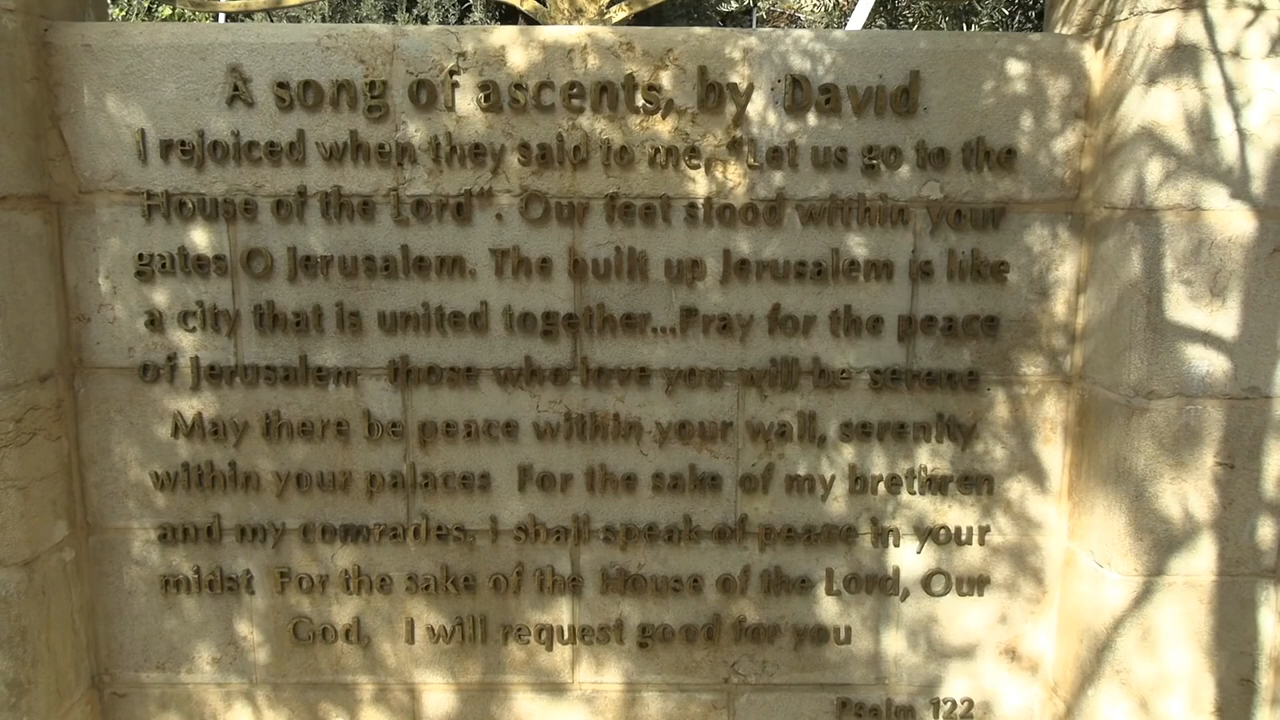 A song of ascents, by David
I rejoiced when they said to me, "Let us go to the
House of the Lord". Our feet stood within your
gates O Jerusalem. The built up Jerusalem is like
a city that is united together...Pray for the peace
of Jerusalem those who love you will be serene
May there be peace within your wall, serenity
within your palaces For the sake of my brethren
and my comrades. I shall speak of peace in your
midst For the sake of the House of the Lord, Our
God, I will request good for you
Psalm 122